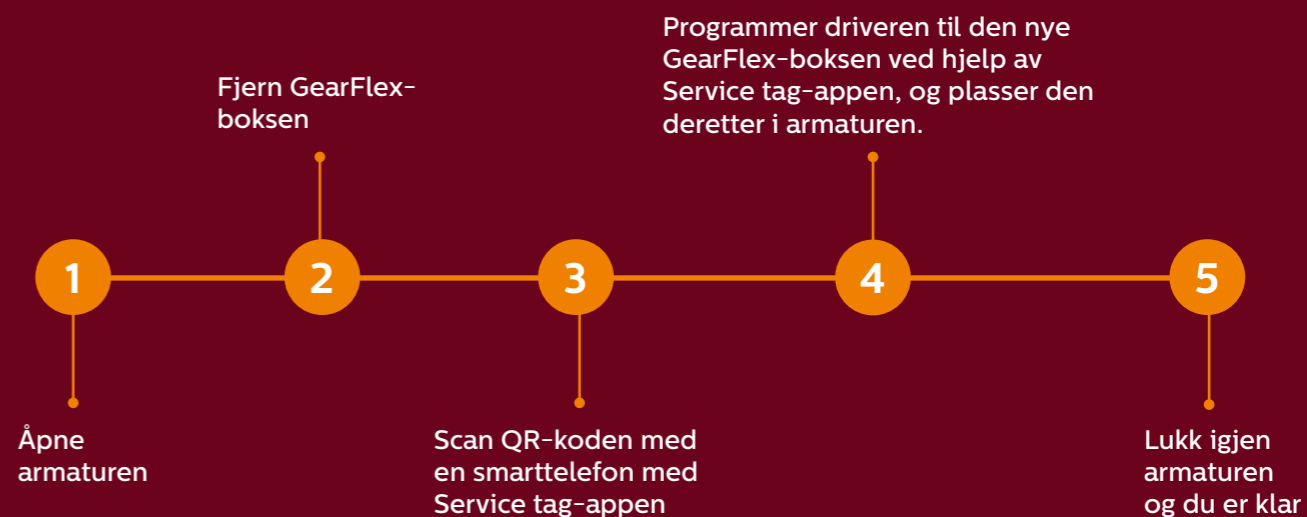 1
Åpne
armaturen
2
Fjern GearFlex-
boksen
3
Scan QR-koden med
en smarttelefon med
Service tag-appen
4
Programmer driveren til den nye
GearFlex-boksen ved hjelp av
Service tag-appen, og plasser den
deretter i armaturen.
5
Lukk igjen
armaturen
og du er klar